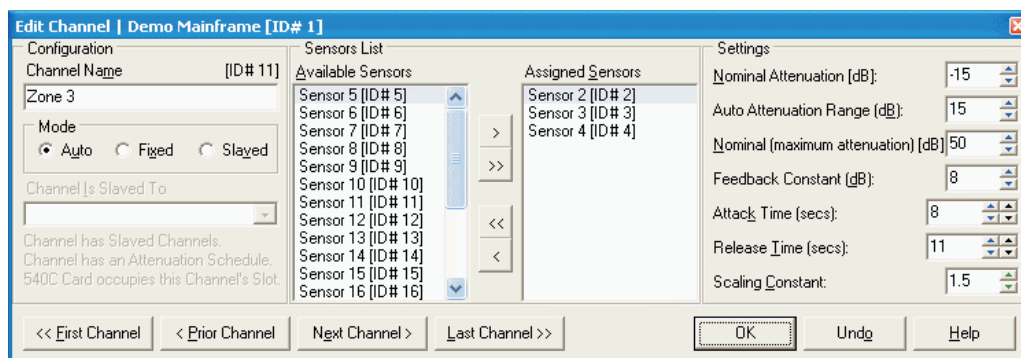 Edit Channel | Demo Mainframe [ID# 1]
Configuration
Channel Name [ID# 11]
Zone 3
Mode
Auto Fixed Slaved
Channel Is Slaved To
Channel has Slaved Channels.
Channel has an Attenuation Schedule.
540C Card occupies this Channel's Slot.
Sensors List
Available Sensors
Sensor 5 [ID# 5]
Sensor 6 [ID# 6]
Sensor 7 [ID# 7]
Sensor 8 [ID# 8]
Sensor 9 [ID# 9]
Sensor 10 [ID# 10]
Sensor 11 [ID# 11]
Sensor 12 [ID# 12]
Sensor 13 [ID# 13]
Sensor 14 [ID# 14]
Sensor 15 [ID# 15]
Sensor 16 [ID# 16]
>
>>
<<
<
Assigned Sensors
Sensor 2 [ID# 2]
Sensor 3 [ID# 3]
Sensor 4 [ID# 4]
Settings
Nominal Attenuation [dB]: -15
Auto Attenuation Range (dB): 15
Nominal (maximum attenuation) [dB] 50
Feedback Constant (dB): 8
Attack Time (secs): 8
Release Time (secs): 11
Scaling Constant: 1.5
<< First Channel < Prior Channel Next Channel > Last Channel >> OK Undo Help